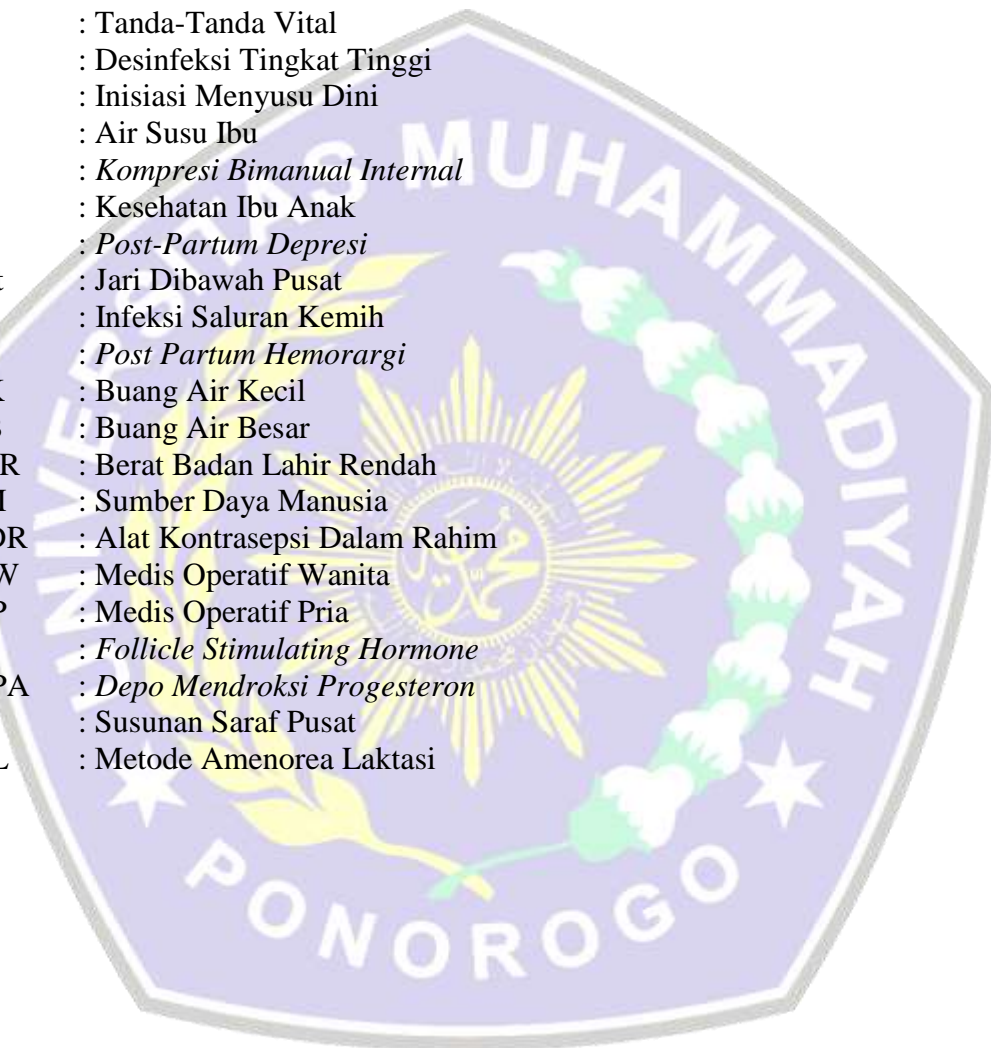 : Tanda-Tanda Vital
: Desinfeksi Tingkat Tinggi
: Inisiasi Menyusu Dini
: Air Susu Ibu
: Kompresi Bimanual Internal
: Kesehatan Ibu Anak
: Post-Partum Depresi
t : Jari Dibawah Pusat
: Infeksi Saluran Kemih
: Post Partum Hemorargi
K : Buang Air Kecil
B : Buang Air Besar
R : Berat Badan Lahir Rendah
M : Sumber Daya Manusia
DR : Alat Kontrasepsi Dalam Rahim
W : Medis Operatif Wanita
P : Medis Operatif Pria
: Follicle Stimulating Hormone
PA : Depo Mendroksi Progesteron
: Susunan Saraf Pusat
L : Metode Amenorea Laktasi
UNIVERSITAS MUHAMMADIYAH
PONOROGO